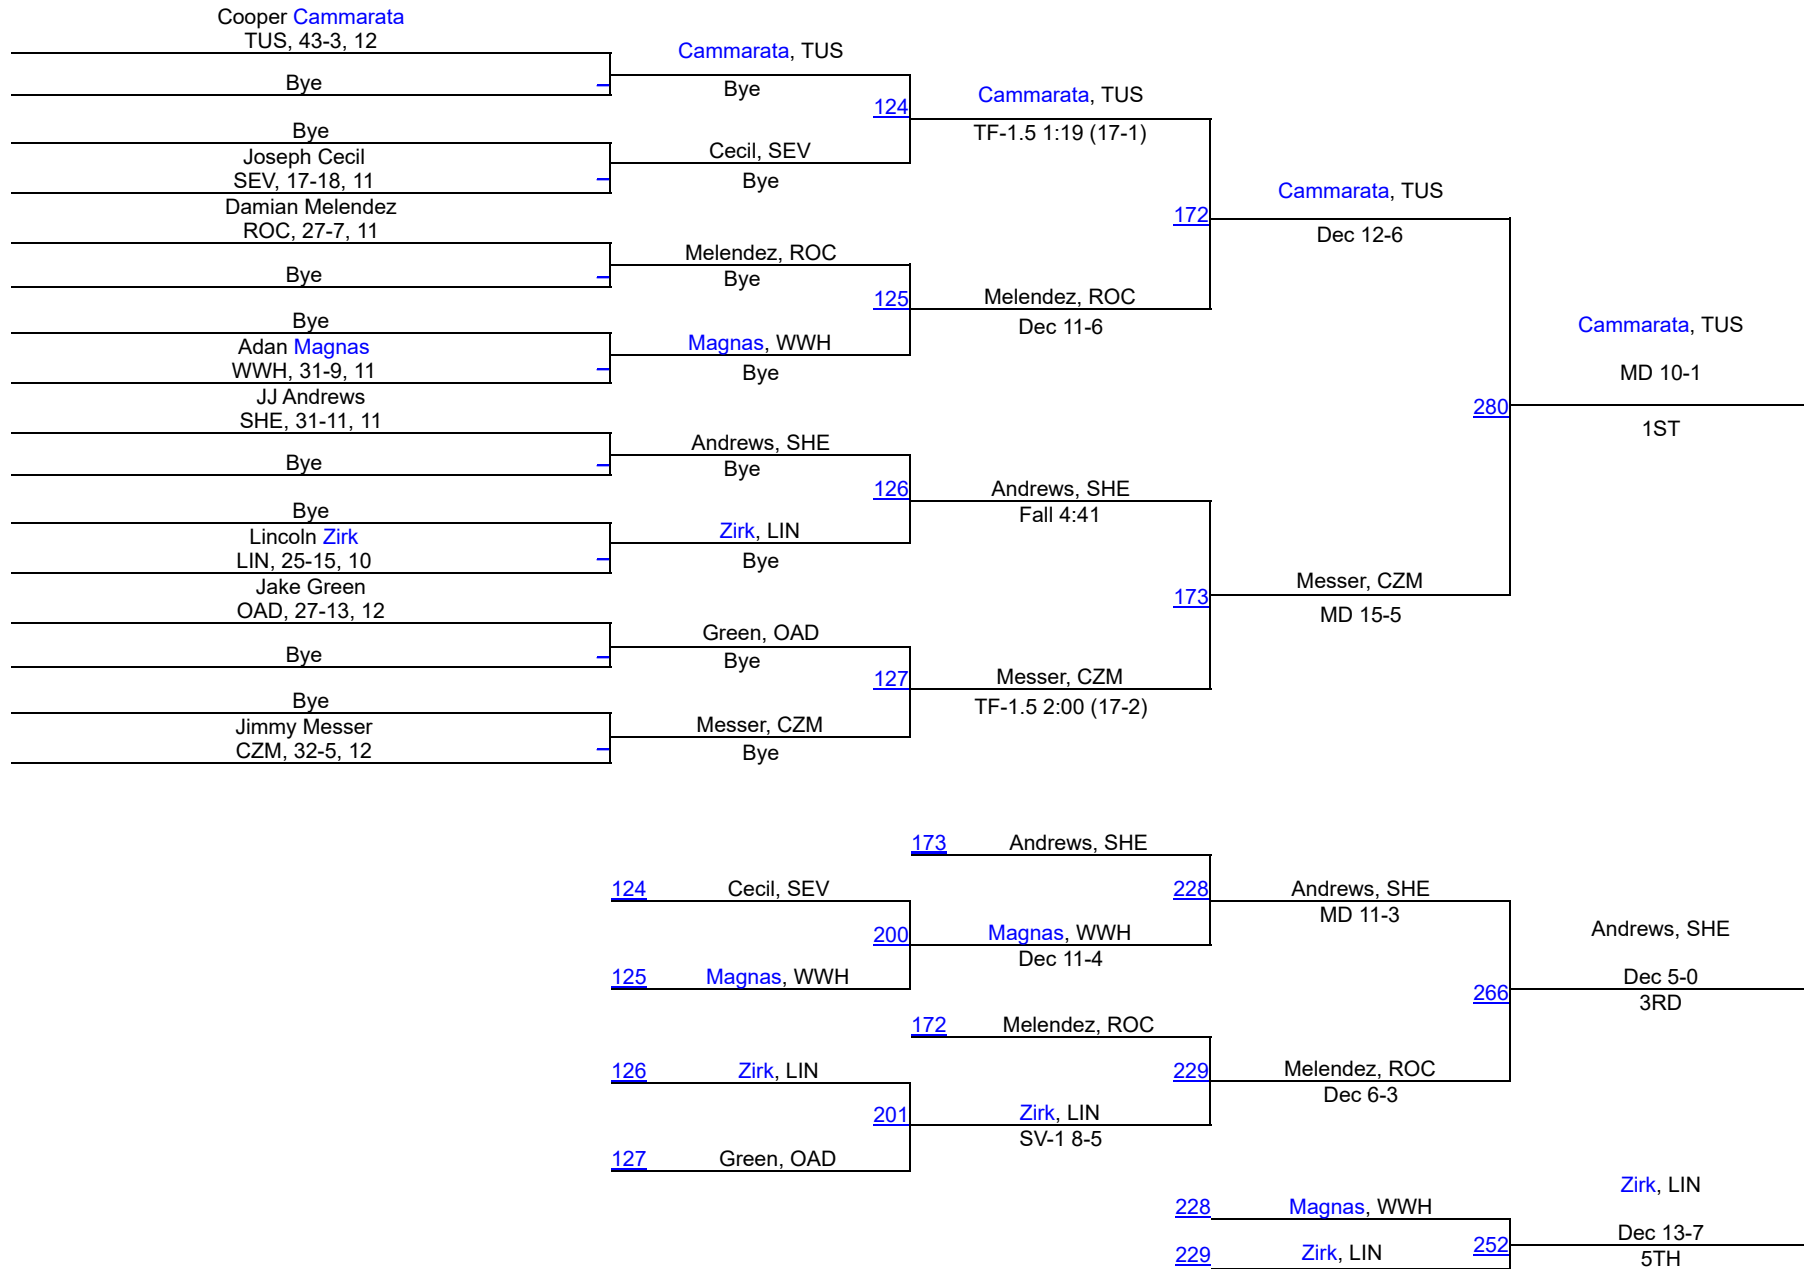 Cooper Cammarata
TUS, 43-3, 12
Bye
Bye
Joseph Cecil
SEV, 17-18, 11
Damian Melendez
ROC, 27-7, 11
Bye
Bye
Adan Magnas
WWH, 31-9, 11
JJ Andrews
SHE, 31-11, 11
Bye
Bye
Lincoln Zirk
LIN, 25-15, 10
Jake Green
OAD, 27-13, 12
Bye
Bye
Jimmy Messer
CZM, 32-5, 12
Cammarata, TUS
Bye
124
Cecil, SEV
Bye
Melendez, ROC
Bye
125
Magnas, WWH
Bye
Andrews, SHE
Bye
126
Zirk, LIN
Bye
Green, OAD
Bye
127
Messer, CZM
Bye
Cammarata, TUS
TF-1.5 1:19 (17-1)
172
Melendez, ROC
Dec 11-6
Andrews, SHE
Fall 4:41
173
Messer, CZM
TF-1.5 2:00 (17-2)
Cammarata, TUS
Dec 12-6
280
Messer, CZM
MD 15-5
Cammarata, TUS
MD 10-1
1ST
124 Cecil, SEV
200
125 Magnas, WWH
126 Zirk, LIN
201
127 Green, OAD
173 Andrews, SHE
228
Magnas, WWH
Dec 11-4
172 Melendez, ROC
229
Zirk, LIN
SV-1 8-5
Andrews, SHE
MD 11-3
266
Melendez, ROC
Dec 6-3
Andrews, SHE
Dec 5-0
3RD
228 Magnas, WWH
252
229 Zirk, LIN
Zirk, LIN
Dec 13-7
5TH